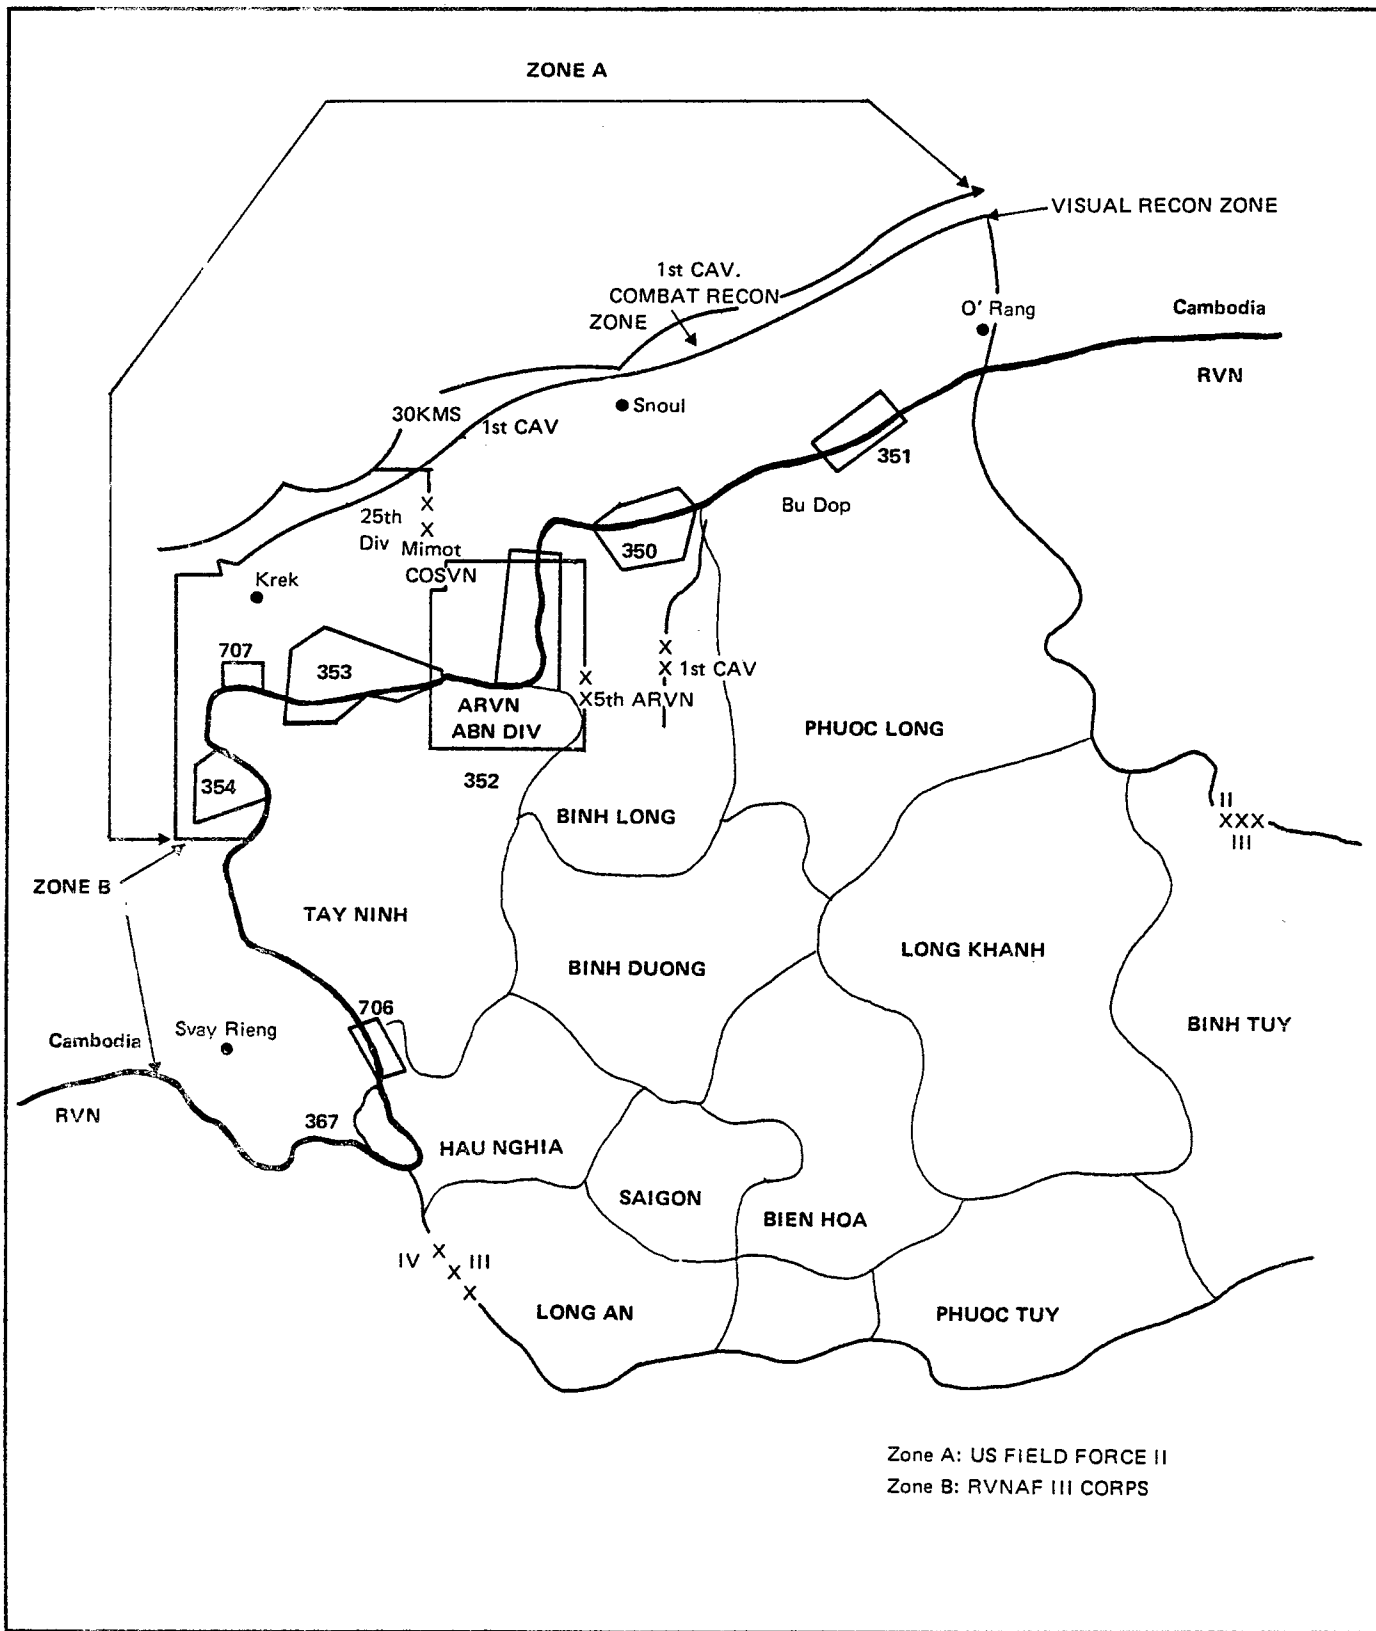 ZONE A
VISUAL RECON ZONE
1st CAV.
COMBAT RECON
ZONE
O' Rang
Cambodia
RVN
30KMS
1st CAV
Snoul
351
Bu Dop
25th
Div
X
X
Mimot
COSVN
350
Krek
707
353
X
X
1st CAV
X
X5th ARVN
ARVN
ABN DIV
352
354
PHUOC LONG
BINH LONG
II
XXX
III
ZONE B
TAY NINH
BINH DUONG
LONG KHANH
BINH TUY
706
Svay Rieng
Cambodia
RVN
367
HAU NGHIA
SAIGON
BIEN HOA
IV
X
X
X
III
LONG AN
PHUOC TUY
Zone A: US FIELD FORCE II
Zone B: RVNAF III CORPS